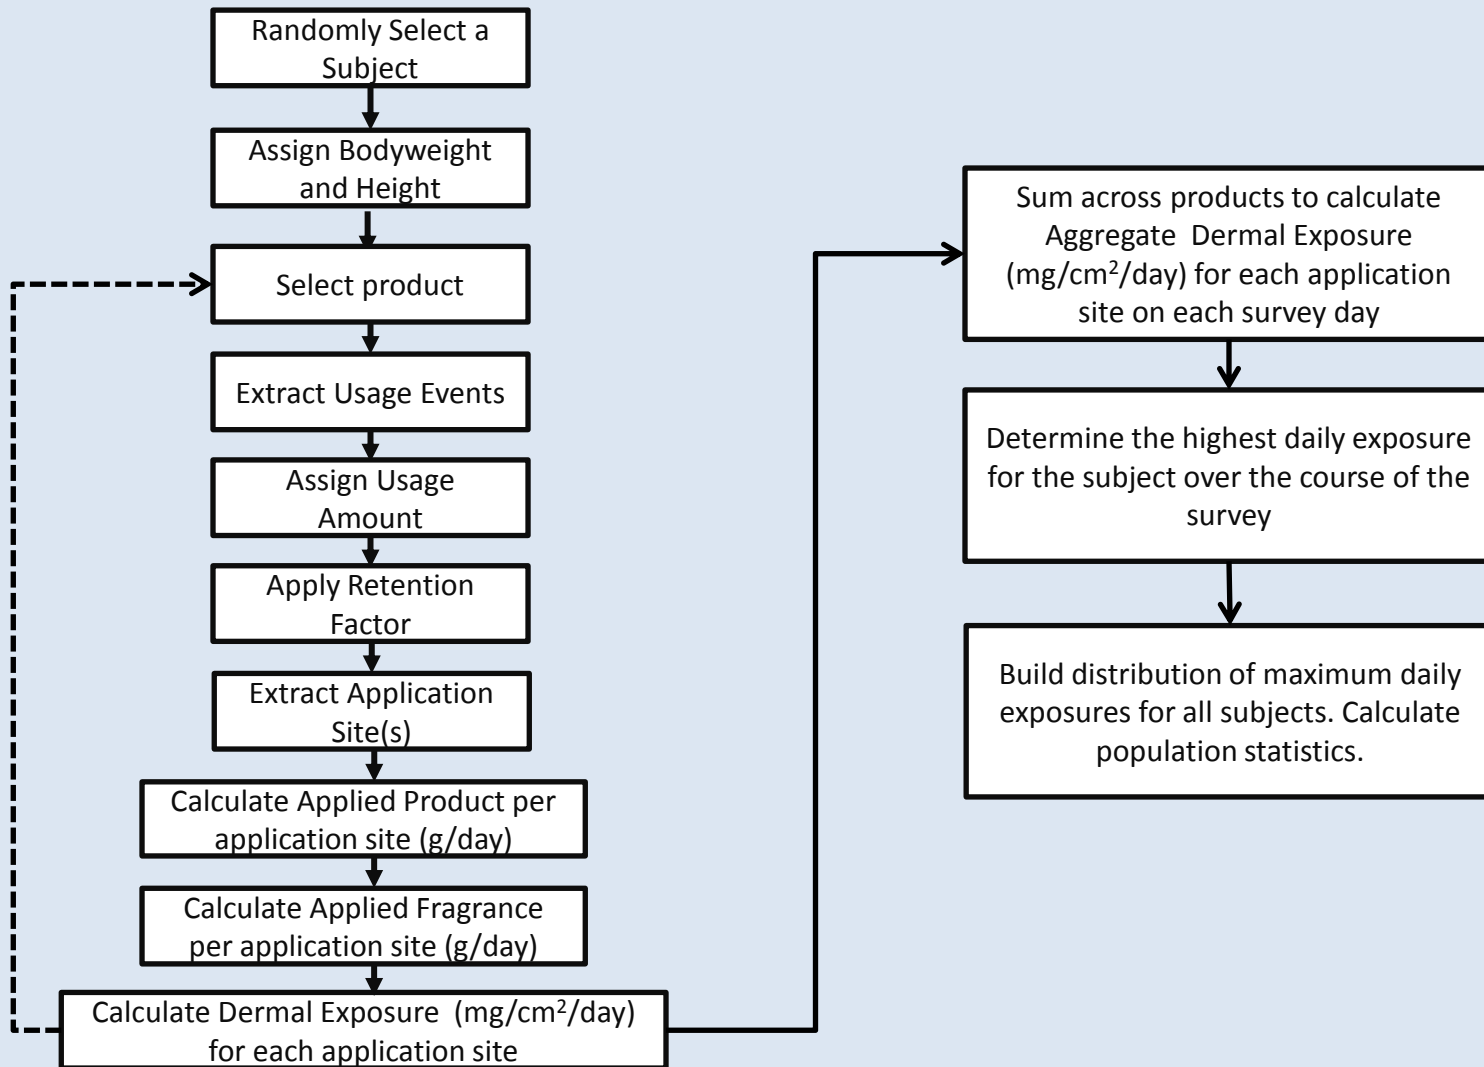 Randomly Select a
Subject
Assign Bodyweight
and Height
Select product
Extract Usage Events
Assign Usage
Amount
Apply Retention
Factor
Extract Application
Site(s)
Calculate Applied Product per
application site (g/day)
Calculate Applied Fragrance
per application site (g/day)
Calculate Dermal Exposure (mg/cm²/day)
for each application site
Sum across products to calculate
Aggregate Dermal Exposure
(mg/cm²/day) for each application
site on each survey day
Determine the highest daily exposure
for the subject over the course of the
survey
Build distribution of maximum daily
exposures for all subjects. Calculate
population statistics.